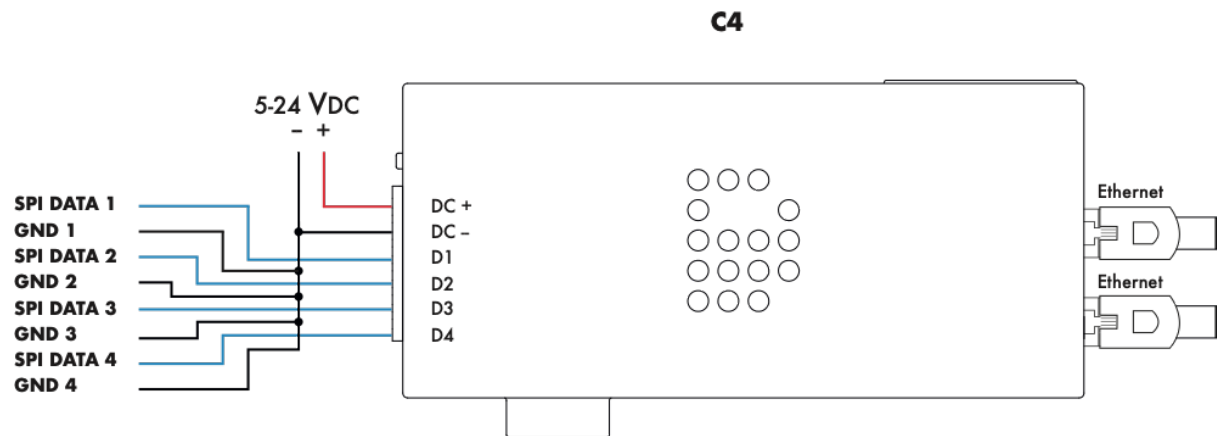 C4
5-24 VDC
– +
SPI DATA 1
GND 1
SPI DATA 2
GND 2
SPI DATA 3
GND 3
SPI DATA 4
GND 4
DC +
DC –
D1
D2
D3
D4
Ethernet
Ethernet